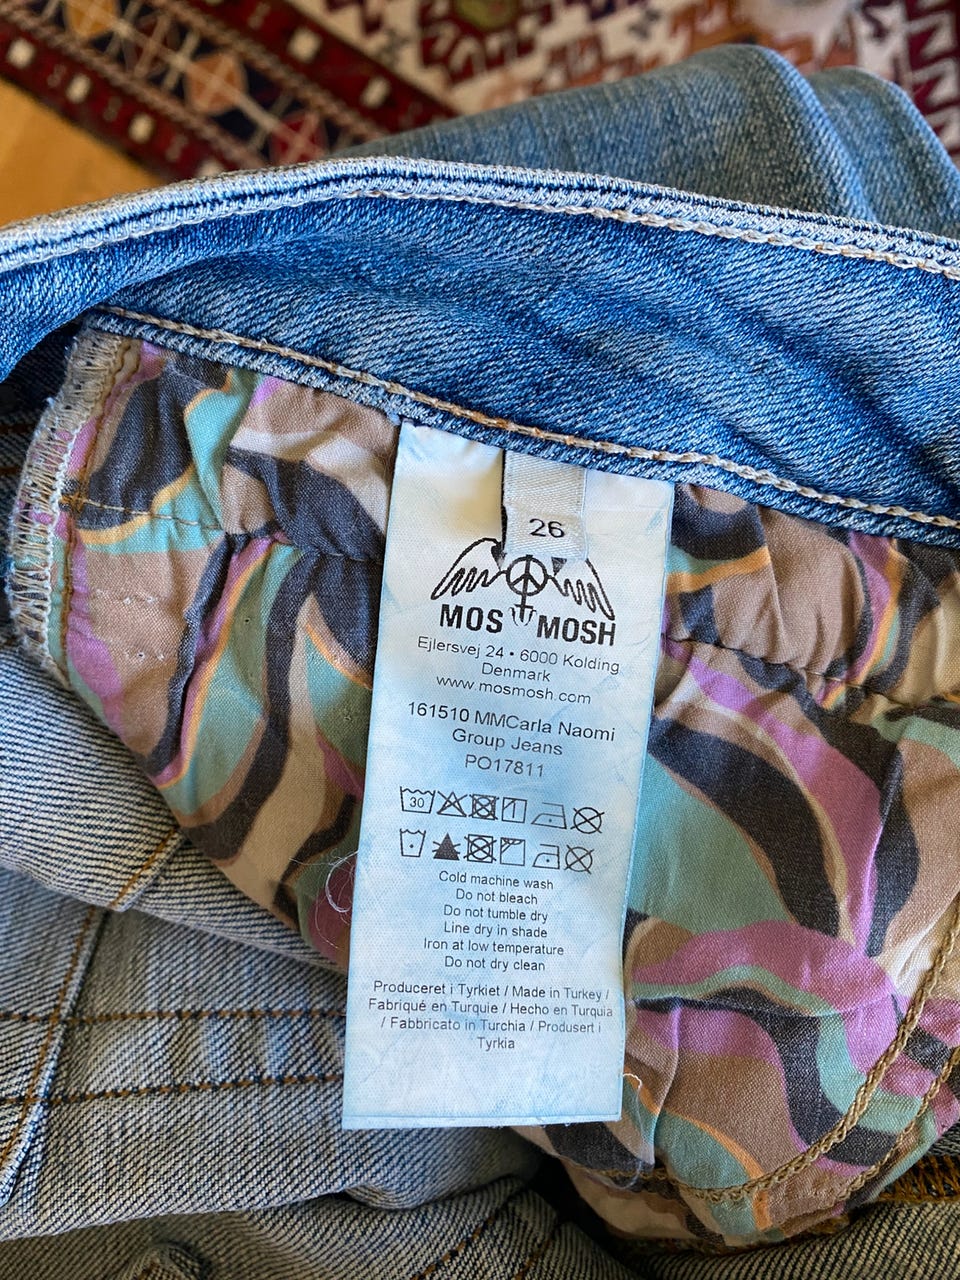 26
MOS MOSH
Ejlersvej 24 • 6000 Kolding
Denmark
www.mosmosh.com
161510 MMCarla Naomi
Group Jeans
PO17811
30
Cold machine wash
Do not bleach
Do not tumble dry
Line dry in shade
Iron at low temperature
Do not dry clean
Produceret i Tyrkiet / Made in Turkey /
Fabriqué en Turquie / Hecho en Turquia
/ Fabbricato in Turchia / Produsert i
Tyrkia